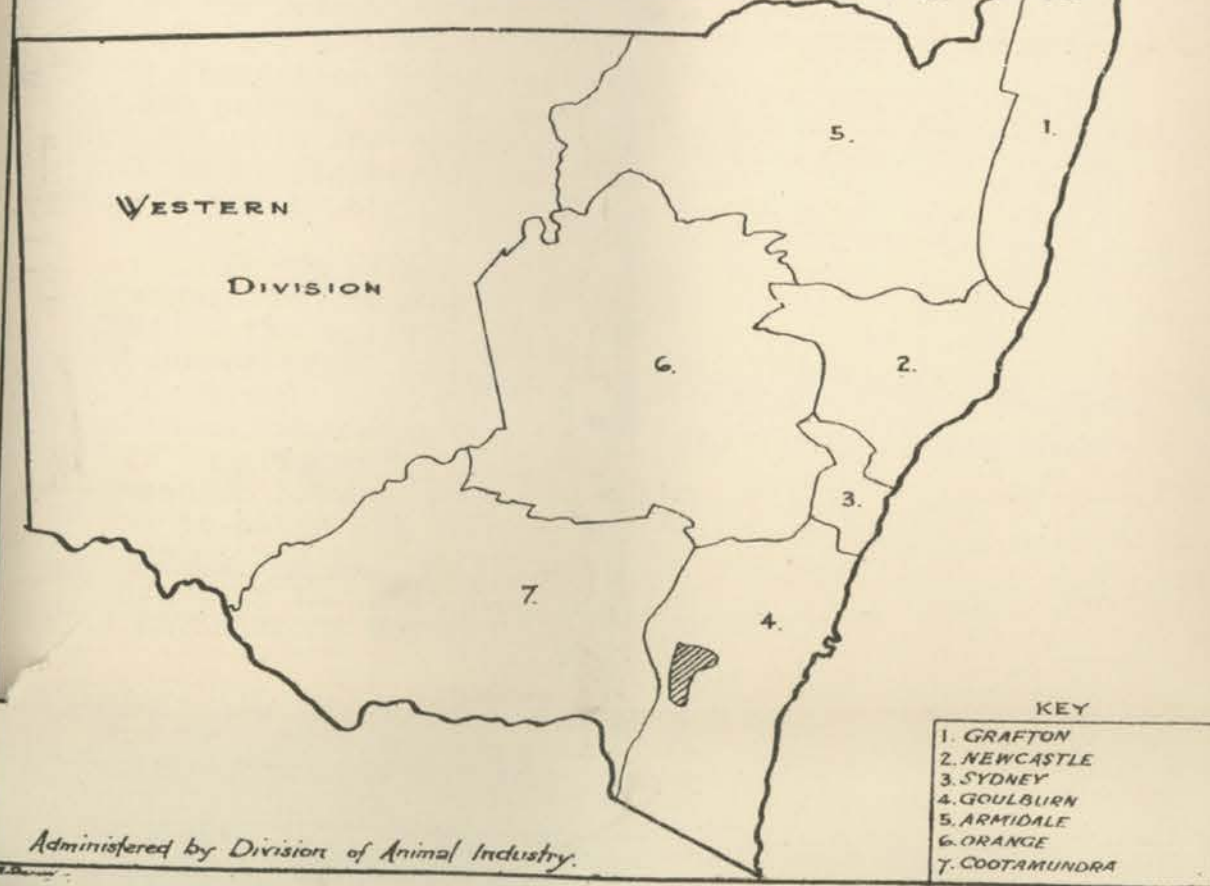 WESTERN
DIVISION
5.
1.
6.
2.
3.
7.
4.
KEY
1. GRAFTON
2. NEWCASTLE
3. SYDNEY
4. GOULBURN
5. ARMIDALE
6. ORANGE
7. COOTAMUNDRA
Administered by Division of Animal Industry.